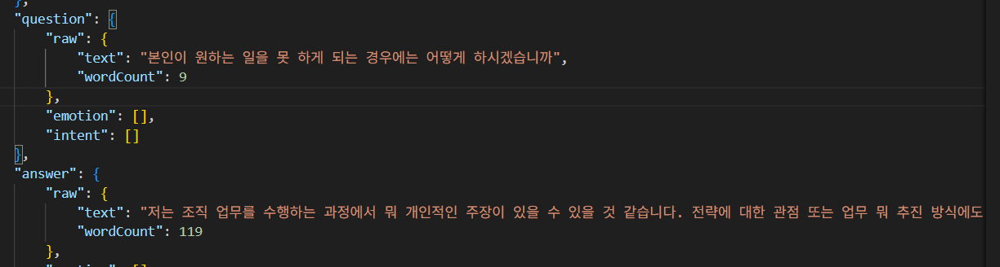 },
"question": {
"raw": {
"text": "본인이 원하는 일을 못 하게 되는 경우에는 어떻게 하시겠습니까",
"wordCount": 9
},
"emotion": [],
"intent": []
},
"answer": {
"raw": {
"text": "저는 조직 업무를 수행하는 과정에서 뭐 개인적인 주장이 있을 수 있을 것 같습니다. 전략에 대한 관점 또는 업무 뭐 추진 방식에도
"wordCount": 119
},